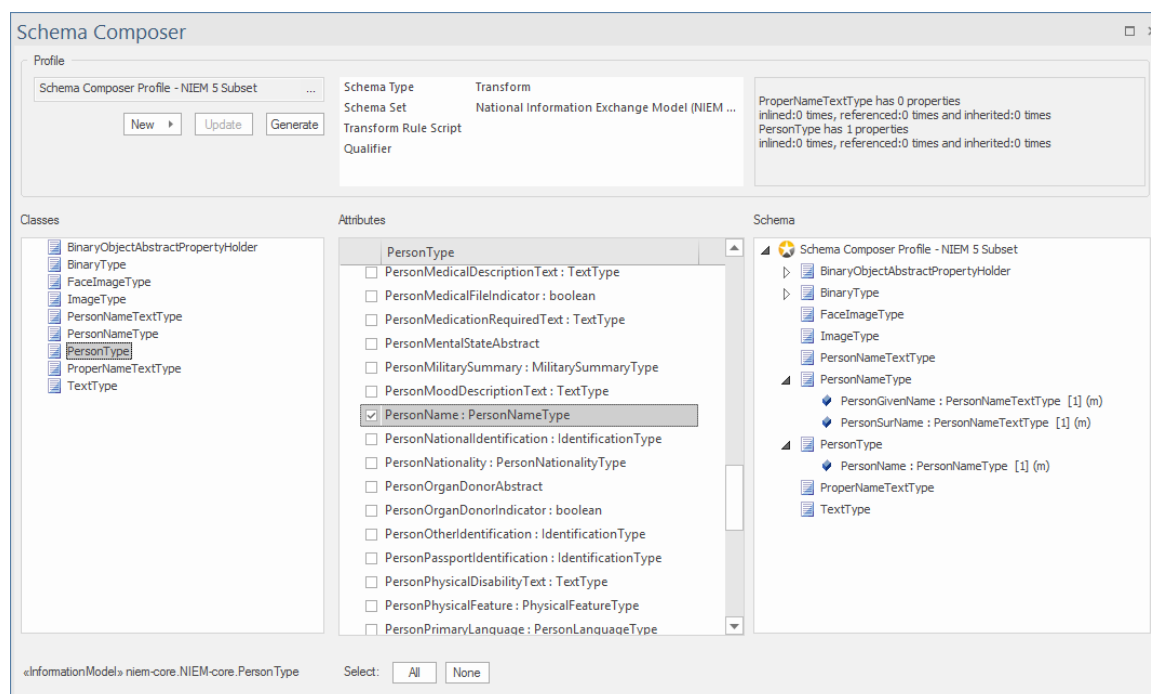 Schema Composer
Profile
Schema Composer Profile - NIEM 5 Subset ...
New Update Generate
Schema Type Transform
Schema Set National Information Exchange Model (NIEM ...
Transform Rule Script
Qualifier
ProperNameTextType has 0 properties
inlined:0 times, referenced:0 times and inherited:0 times
PersonType has 1 properties
inlined:0 times, referenced:0 times and inherited:0 times
Classes
BinaryObjectAbstractPropertyHolder
BinaryType
FaceImageType
ImageType
PersonNameTextType
PersonNameType
PersonType
ProperNameTextType
TextType
Attributes
PersonType
PersonMedicalDescriptionText : TextType
PersonMedicalFileIndicator : boolean
PersonMedicationRequiredText : TextType
PersonMentalStateAbstract
PersonMilitarySummary : MilitarySummaryType
PersonMoodDescriptionText : TextType
PersonName : PersonNameType
PersonNationalIdentification : IdentificationType
PersonNationality : PersonNationalityType
PersonOrganDonorAbstract
PersonOrganDonorIndicator : boolean
PersonOtherIdentification : IdentificationType
PersonPassportIdentification : IdentificationType
PersonPhysicalDisabilityText : TextType
PersonPhysicalFeature : PhysicalFeatureType
PersonPrimaryLanguage : PersonLanguageType
Schema
Schema Composer Profile - NIEM 5 Subset
BinaryObjectAbstractPropertyHolder
BinaryType
FaceImageType
ImageType
PersonNameTextType
PersonNameType
PersonGivenName : PersonNameTextType [1] (m)
PersonSurName : PersonNameTextType [1] (m)
PersonType
PersonName : PersonNameType [1] (m)
ProperNameTextType
TextType
«InformationModel» niem-core.NIEM-core.PersonType
Select: All None